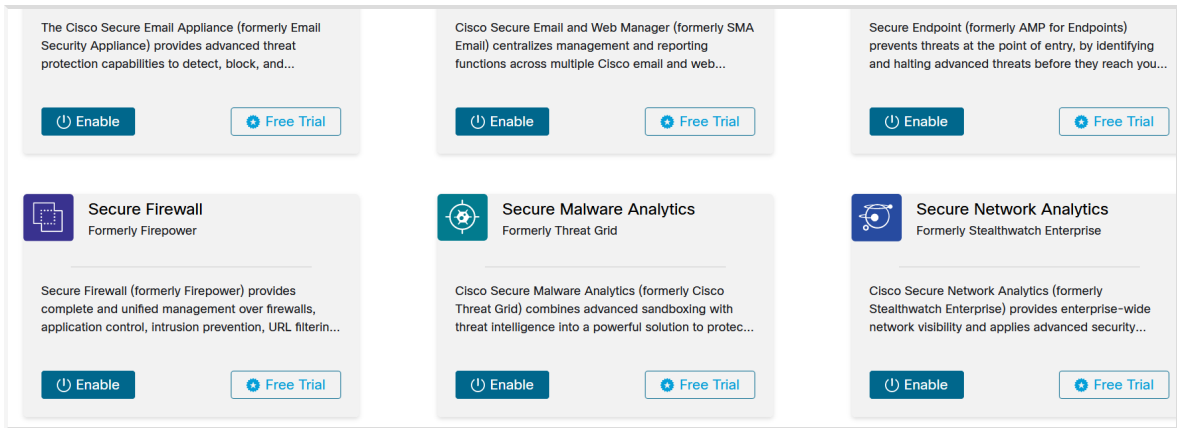 The Cisco Secure Email Appliance (formerly Email
Security Appliance) provides advanced threat
protection capabilities to detect, block, and...
Enable
Free Trial
Cisco Secure Email and Web Manager (formerly SMA
Email) centralizes management and reporting
functions across multiple Cisco email and web...
Enable
Free Trial
Secure Endpoint (formerly AMP for Endpoints)
prevents threats at the point of entry, by identifying
and halting advanced threats before they reach you...
Enable
Free Trial
Secure Firewall
Formerly Firepower
Secure Firewall (formerly Firepower) provides
complete and unified management over firewalls,
application control, intrusion prevention, URL filterin...
Enable
Free Trial
Secure Malware Analytics
Formerly Threat Grid
Cisco Secure Malware Analytics (formerly Cisco
Threat Grid) combines advanced sandboxing with
threat intelligence into a powerful solution to protec...
Enable
Free Trial
Secure Network Analytics
Formerly Stealthwatch Enterprise
Cisco Secure Network Analytics (formerly
Stealthwatch Enterprise) provides enterprise-wide
network visibility and applies advanced security...
Enable
Free Trial